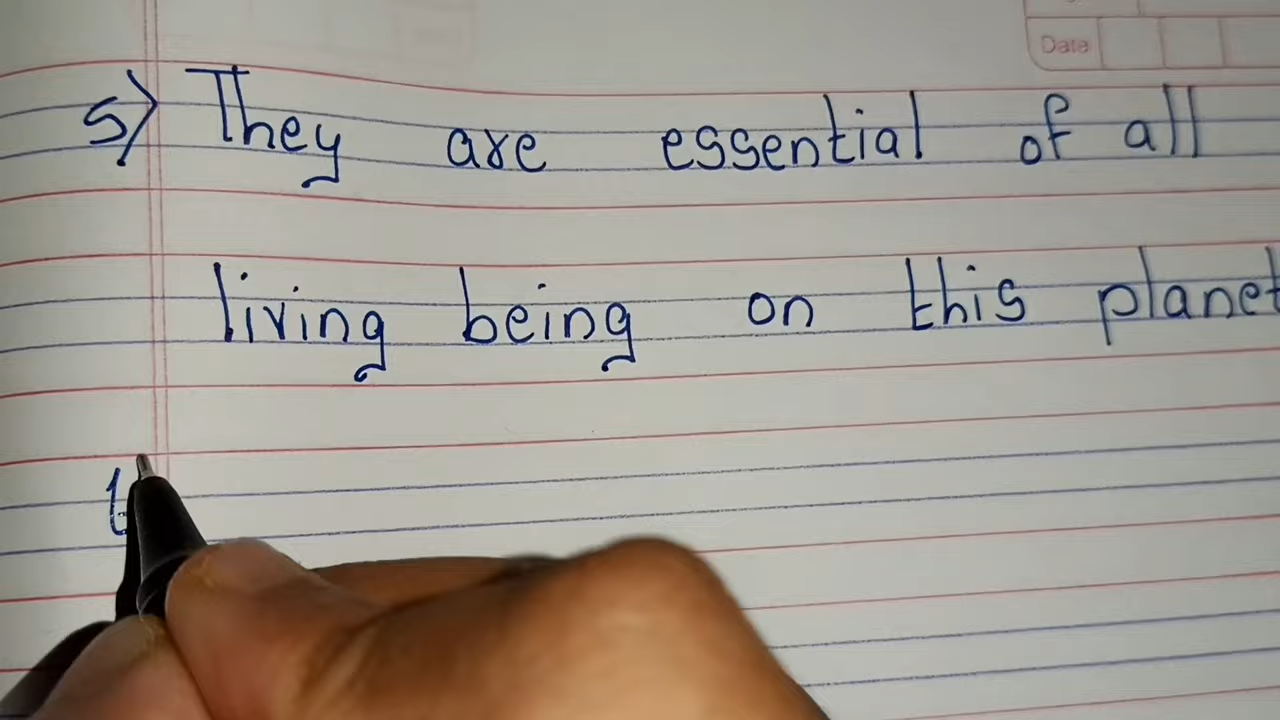 Date
5) They are essential of all
living being on this planet